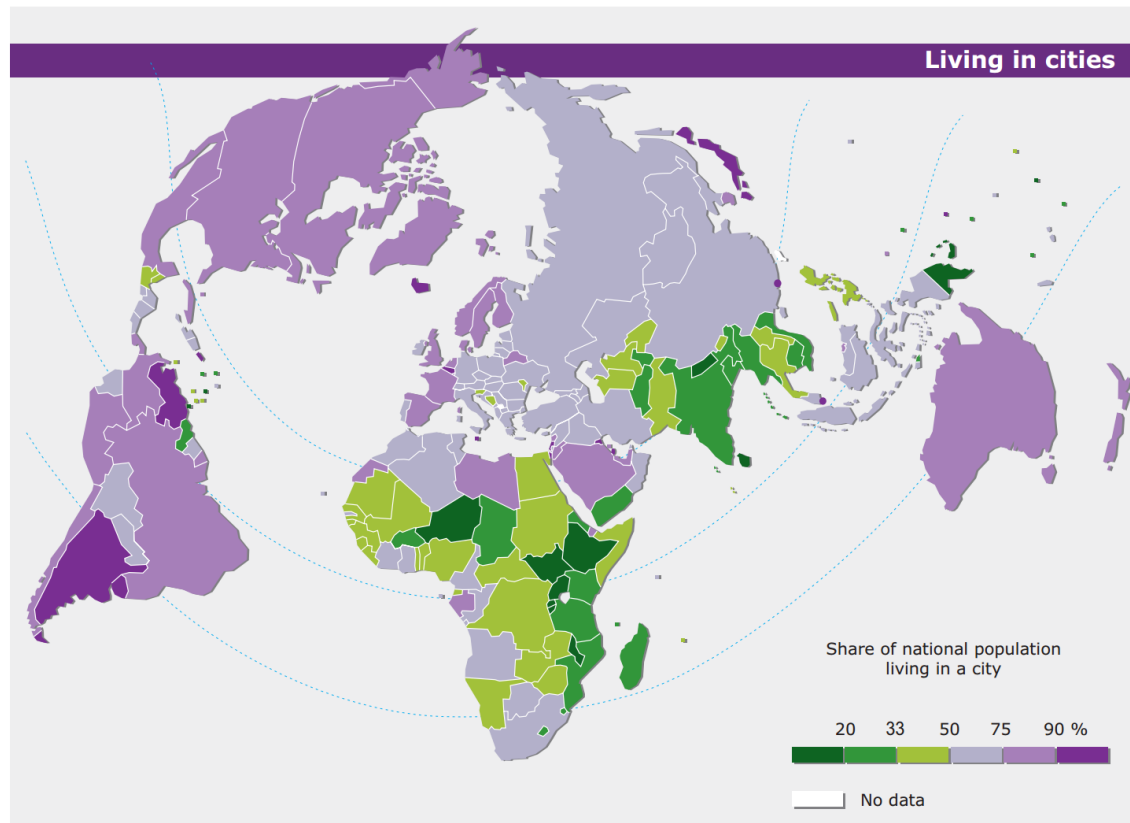 Living in cities
Share of national population
living in a city
20 33 50 75 90 %
No data